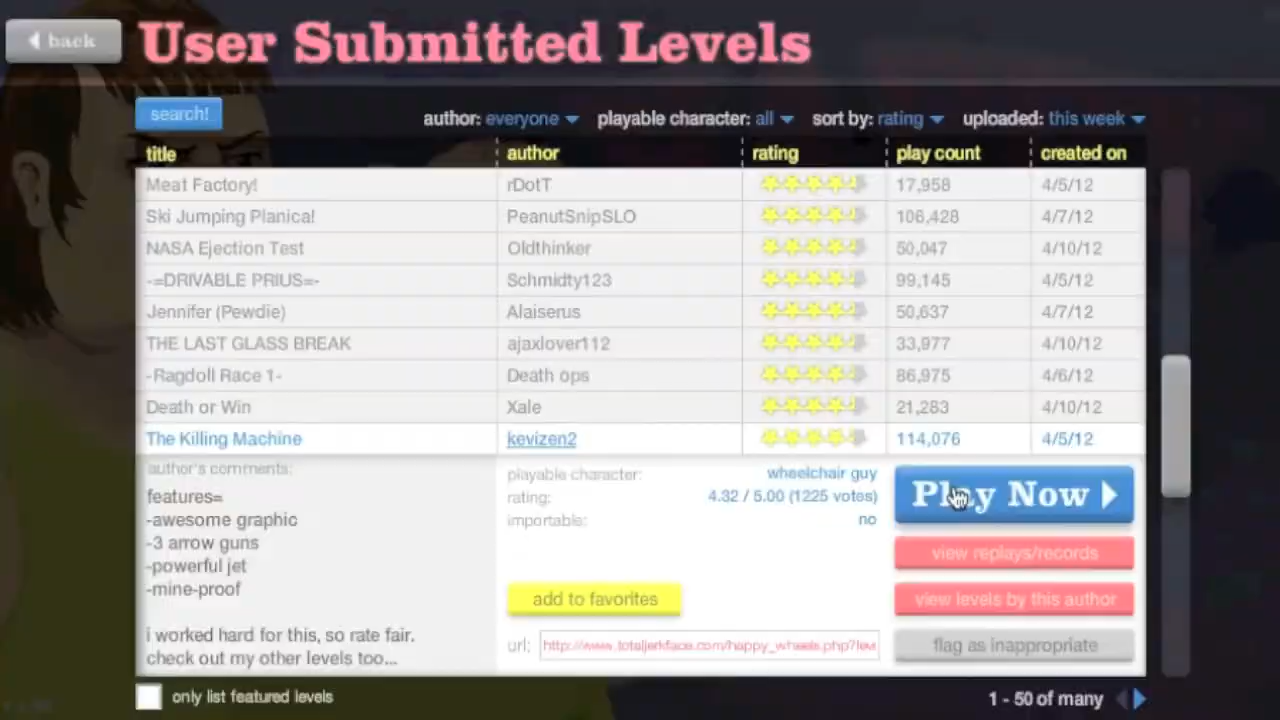 back
User Submitted Levels
search!
author: everyone playable character: all sort by: rating uploaded: this week
title author rating play count created on
Meat Factory! rDotT 17,958 4/5/12
Ski Jumping Planica! PeanutSnipSLO 106,428 4/7/12
NASA Ejection Test Oldthinker 50,047 4/10/12
-=DRIVABLE PRIUS=- Schmidty123 99,145 4/5/12
Jennifer (Pewdie) Alaiserus 50,637 4/7/12
THE LAST GLASS BREAK ajaxlover112 33,977 4/10/12
-Ragdoll Race 1- Death ops 86,975 4/6/12
Death or Win Xale 21,283 4/10/12
The Killing Machine kevizen2 114,076 4/5/12
author's comments:
features=
-awesome graphic
-3 arrow guns
-powerful jet
-mine-proof
i worked hard for this, so rate fair.
check out my other levels too...
playable character: wheelchair guy
rating: 4.32 / 5.00 (1225 votes)
importable: no
add to favorites
url: http://www.totaljerkface.com/happy_wheels.php?leve
Play Now
view replays/records
view levels by this author
flag as inappropriate
only list featured levels
1 - 50 of many